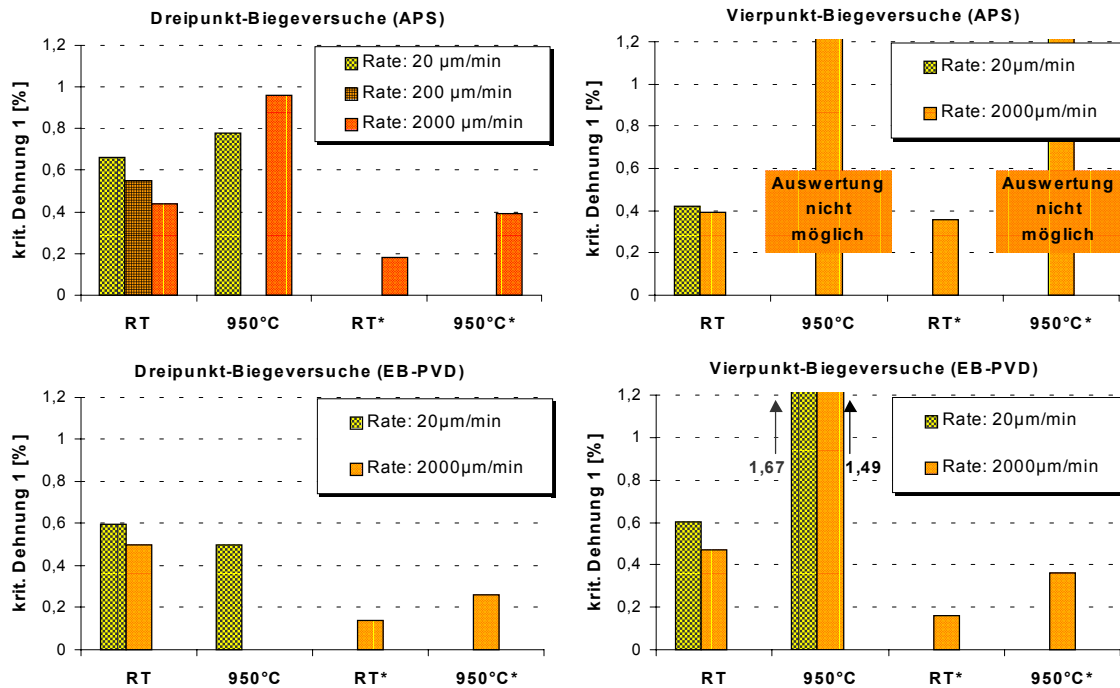 Dreipunkt-Biegeversuche (APS)
krit. Dehnung 1 [%]
1,2
1
0,8
0,6
0,4
0,2
0
Rate: 20 µm/min
Rate: 200 µm/min
Rate: 2000 µm/min
RT 950°C RT* 950°C*
Vierpunkt-Biegeversuche (APS)
krit. Dehnung 1 [%]
1,2
1
0,8
0,6
0,4
0,2
0
Rate: 20µm/min
Rate: 2000µm/min
Auswertung
nicht
möglich
Auswertung
nicht
möglich
RT 950°C RT* 950°C*
Dreipunkt-Biegeversuche (EB-PVD)
krit. Dehnung 1 [%]
1,2
1
0,8
0,6
0,4
0,2
0
Rate: 20µm/min
Rate: 2000µm/min
RT 950°C RT* 950°C*
Vierpunkt-Biegeversuche (EB-PVD)
krit. Dehnung 1 [%]
1,2
1
0,8
0,6
0,4
0,2
0
Rate: 20µm/min
Rate: 2000µm/min
1,67
1,49
RT 950°C RT* 950°C*